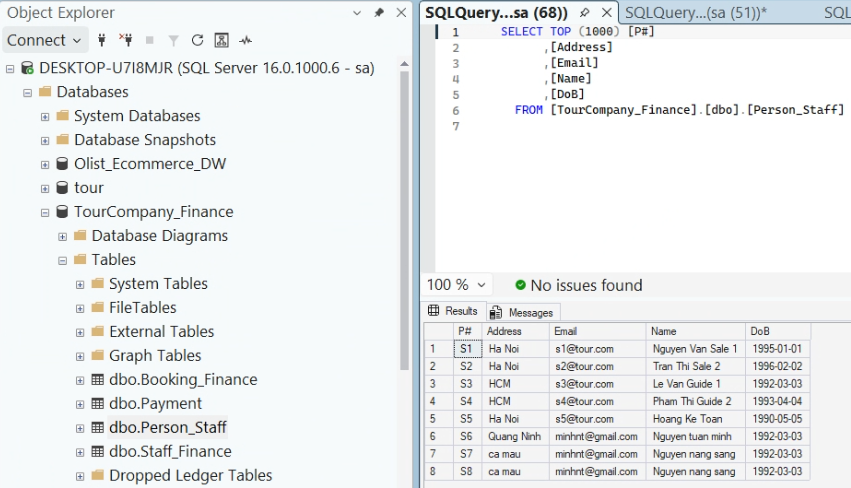 Object Explorer
Connect
DESKTOP-U7I8MJR (SQL Server 16.0.1000.6 - sa)
Databases
System Databases
Database Snapshots
Olist_Ecommerce_DW
tour
TourCompany_Finance
Database Diagrams
Tables
System Tables
FileTables
External Tables
Graph Tables
dbo.Booking_Finance
dbo.Payment
dbo.Person_Staff
dbo.Staff_Finance
Dropped Ledger Tables
SQLQuery...sa (68)) SQLQuery...(sa (51))* SQL
1 SELECT TOP (1000) [P#]
2 ,[Address]
3 ,[Email]
4 ,[Name]
5 ,[DoB]
6 FROM [TourCompany_Finance].[dbo].[Person_Staff]
7
100 % No issues found
Results Messages
P# Address Email Name DoB
1 S1 Ha Noi s1@tour.com Nguyen Van Sale 1 1995-01-01
2 S2 Ha Noi s2@tour.com Tran Thi Sale 2 1996-02-02
3 S3 HCM s3@tour.com Le Van Guide 1 1992-03-03
4 S4 HCM s4@tour.com Pham Thi Guide 2 1993-04-04
5 S5 Ha Noi s5@tour.com Hoang Ke Toan 1990-05-05
6 S6 Quang Ninh minhnt@gmail.com Nguyen tuan minh 1992-03-03
7 S7 ca mau minhnt@gmail.com Nguyen nang sang 1992-03-03
8 S8 ca mau minhnt@gmail.com Nguyen nang sang 1992-03-03